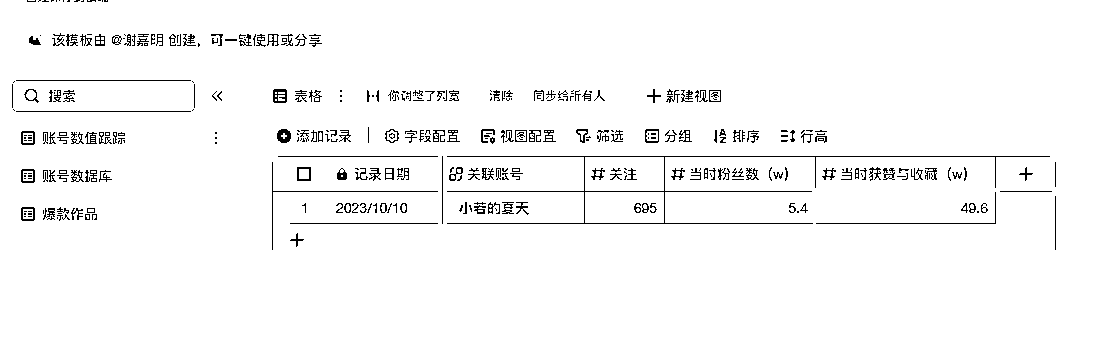 该模板由 @谢嘉明 创建，可一键使用或分享
搜索
表格 你调整了列宽 清除 同步给所有人 新建视图
账号数值跟踪
添加记录 字段配置 视图配置 筛选 分组 排序 行高
账号数据库
记录日期 关联账号 关注 当时粉丝数（w） 当时获赞与收藏（w）
爆款作品
1 2023/10/10 小若的夏天 695 5.4 49.6